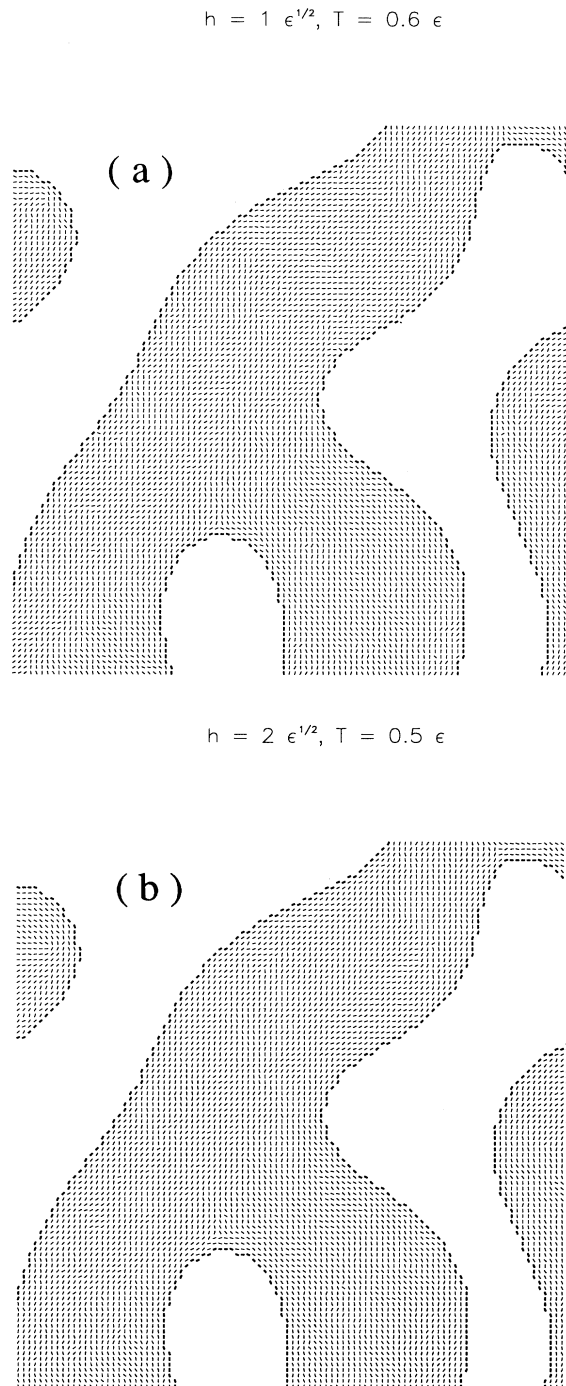 h = 1 ϵ^{1/2}, T = 0.6 ϵ
( a )
h = 2 ϵ^{1/2}, T = 0.5 ϵ
( b )